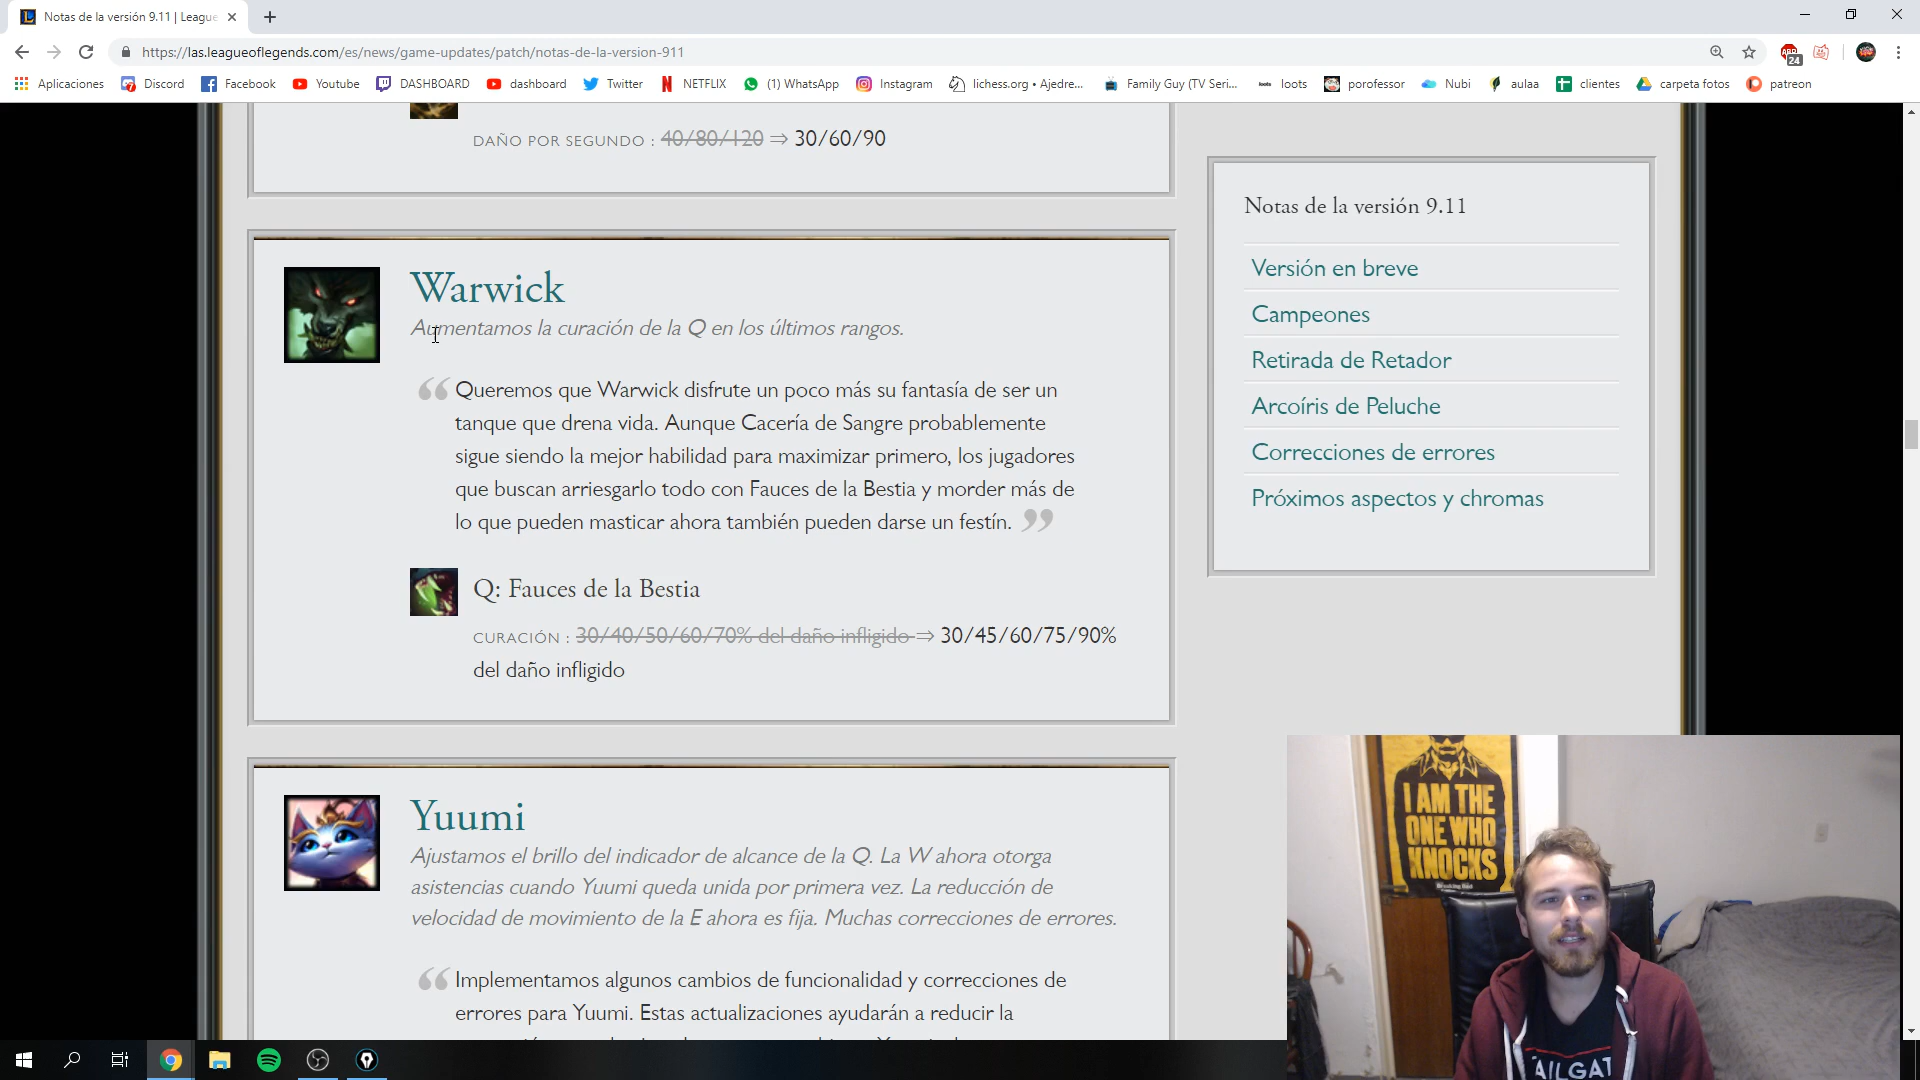 Notas de la versión 9.11 | League
https://las.leagueoflegends.com/es/news/game-updates/patch/notas-de-la-version-911
24
Aplicaciones
Discord
Facebook
Youtube
DASHBOARD
dashboard
Twitter
NETFLIX
(1) WhatsApp
Instagram
lichess.org • Ajedre...
Family Guy (TV Seri...
loots
loots
porofessor
Nubi
aulaa
clientes
carpeta fotos
patreon
DAÑO POR SEGUNDO : 40/80/120 ⇒ 30/60/90
Warwick
Aumentamos la curación de la Q en los últimos rangos.
“ Queremos que Warwick disfrute un poco más su fantasía de ser un
tanque que drena vida. Aunque Cacería de Sangre probablemente
sigue siendo la mejor habilidad para maximizar primero, los jugadores
que buscan arriesgarlo todo con Fauces de la Bestia y morder más de
lo que pueden masticar ahora también pueden darse un festín. ”
Q: Fauces de la Bestia
CURACIÓN : 30/40/50/60/70% del daño infligido ⇒ 30/45/60/75/90%
del daño infligido
Yuumi
Ajustamos el brillo del indicador de alcance de la Q. La W ahora otorga
asistencias cuando Yuumi queda unida por primera vez. La reducción de
velocidad de movimiento de la E ahora es fija. Muchas correcciones de errores.
“ Implementamos algunos cambios de funcionalidad y correcciones de
errores para Yuumi. Estas actualizaciones ayudarán a reducir la
Notas de la versión 9.11
Versión en breve
Campeones
Retirada de Retador
Arcoíris de Peluche
Correcciones de errores
Próximos aspectos y chromas
I AM THE
ONE WHO
KNOCKS
Breaking Bad
AILGAT